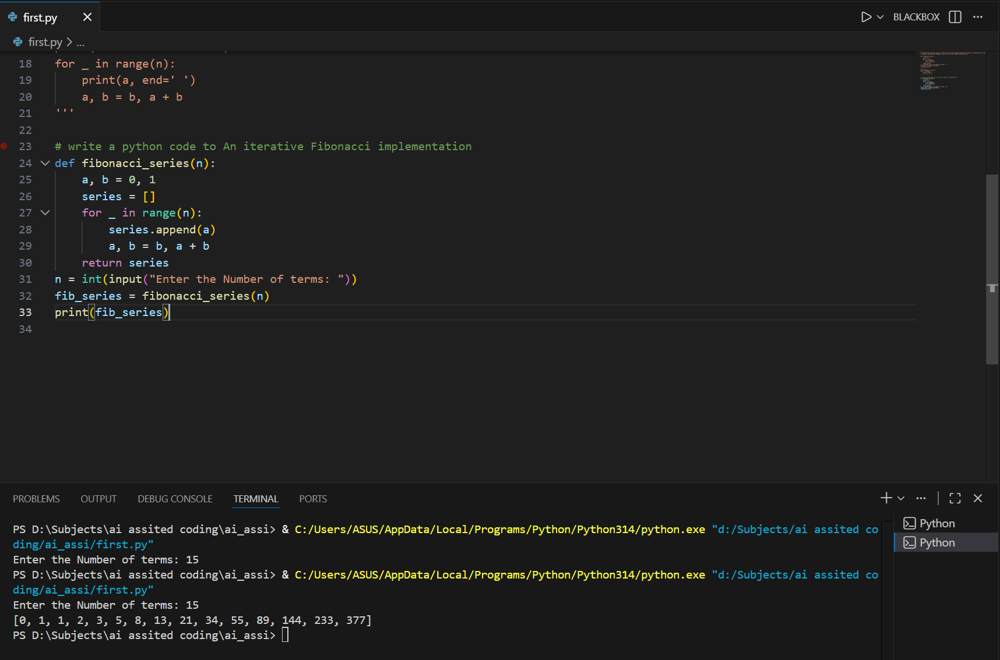 first.py
BLACKBOX
first.py > ...
18 for _ in range(n):
19     print(a, end=' ')
20     a, b = b, a + b
21 '''
22
23 # write a python code to An iterative Fibonacci implementation
24 def fibonacci_series(n):
25     a, b = 0, 1
26     series = []
27     for _ in range(n):
28         series.append(a)
29         a, b = b, a + b
30     return series
31 n = int(input("Enter the Number of terms: "))
32 fib_series = fibonacci_series(n)
33 print(fib_series)
34
PROBLEMS OUTPUT DEBUG CONSOLE TERMINAL PORTS
PS D:\Subjects\ai assited coding\ai_assi> & C:/Users/ASUS/AppData/Local/Programs/Python/Python314/python.exe "d:/Subjects/ai assited co
ding/ai_assi/first.py"
Enter the Number of terms: 15
PS D:\Subjects\ai assited coding\ai_assi> & C:/Users/ASUS/AppData/Local/Programs/Python/Python314/python.exe "d:/Subjects/ai assited co
ding/ai_assi/first.py"
Enter the Number of terms: 15
[0, 1, 1, 2, 3, 5, 8, 13, 21, 34, 55, 89, 144, 233, 377]
PS D:\Subjects\ai assited coding\ai_assi>
Python
Python